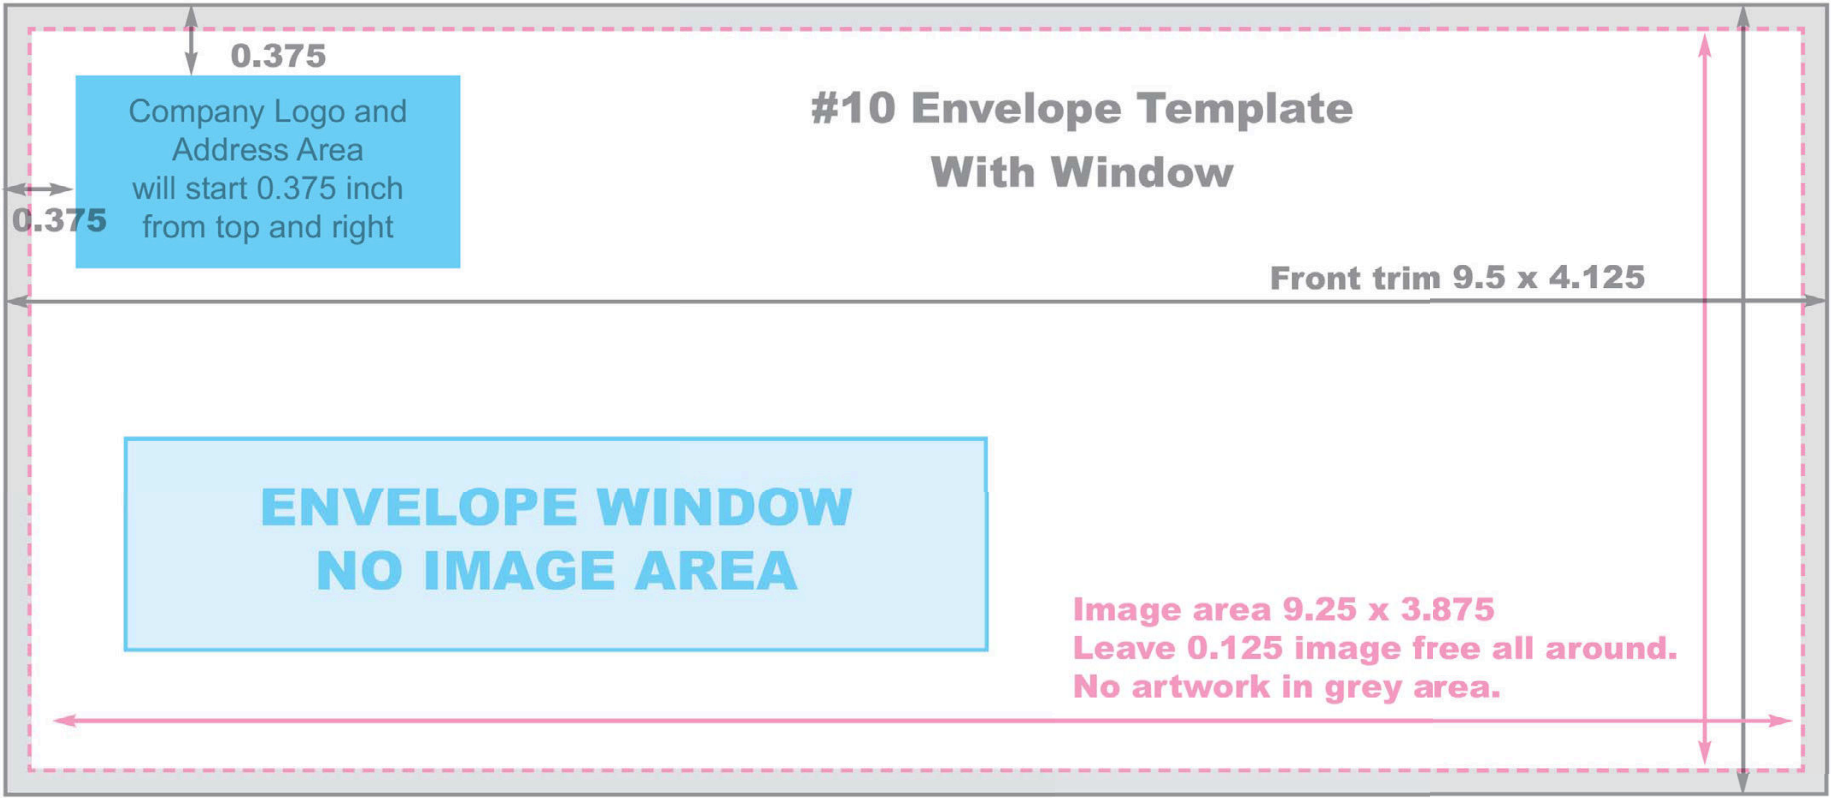 0.375
Company Logo and
Address Area
will start 0.375 inch
from top and right
0.375
#10 Envelope Template
With Window
Front trim 9.5 x 4.125
ENVELOPE WINDOW
NO IMAGE AREA
Image area 9.25 x 3.875
Leave 0.125 image free all around.
No artwork in grey area.